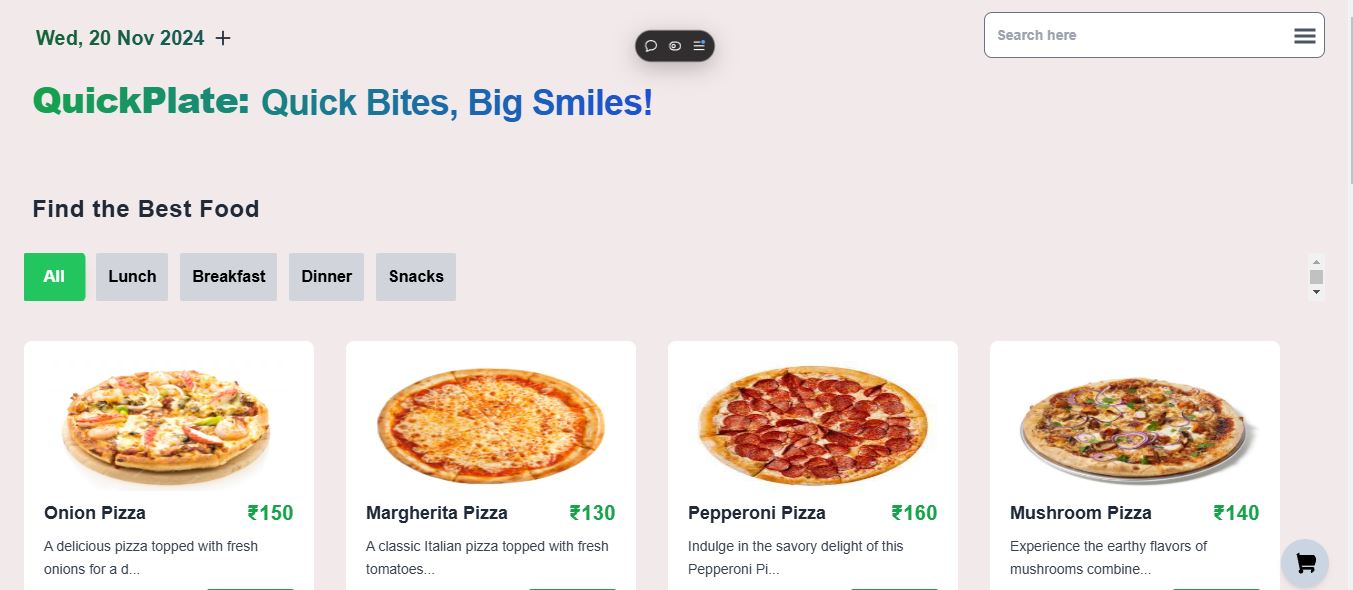 Wed, 20 Nov 2024 +
Search here
QuickPlate: Quick Bites, Big Smiles!
Find the Best Food
All Lunch Breakfast Dinner Snacks
Onion Pizza ₹150
A delicious pizza topped with fresh
onions for a d...
Margherita Pizza ₹130
A classic Italian pizza topped with fresh
tomatoes...
Pepperoni Pizza ₹160
Indulge in the savory delight of this
Pepperoni Pi...
Mushroom Pizza ₹140
Experience the earthy flavors of
mushrooms combine...